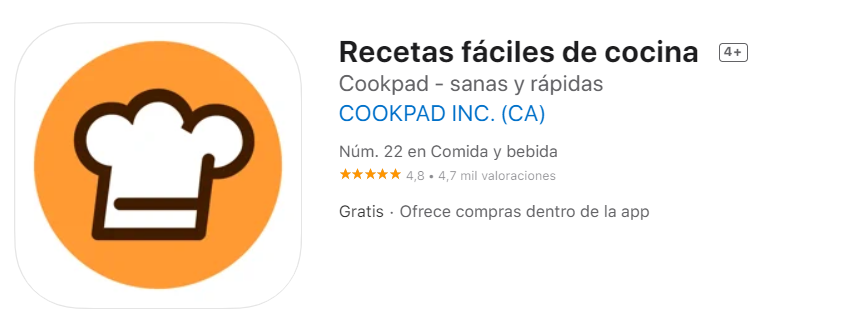 Recetas fáciles de cocina 4+
Cookpad - sanas y rápidas
COOKPAD INC. (CA)
Núm. 22 en Comida y bebida
★★★★★ 4,8 • 4,7 mil valoraciones
Gratis · Ofrece compras dentro de la app